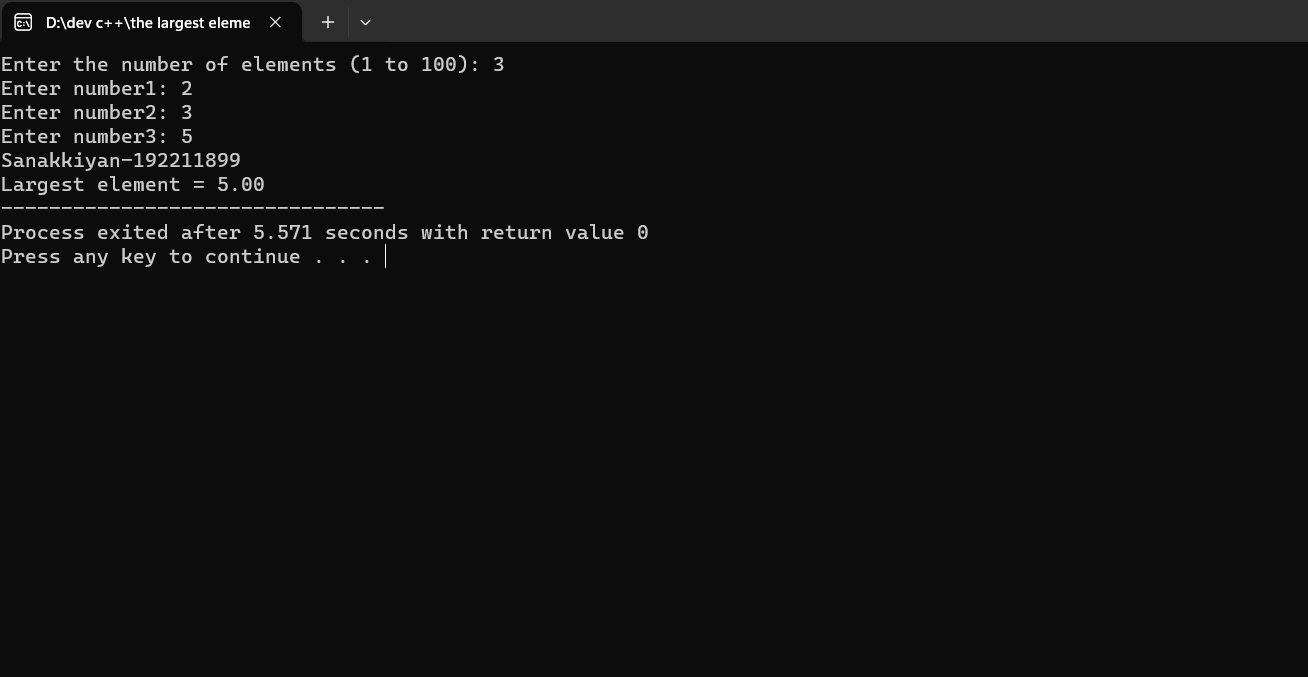 D:\dev c++\the largest eleme
Enter the number of elements (1 to 100): 3
Enter number1: 2
Enter number2: 3
Enter number3: 5
Sanakkiyan-192211899
Largest element = 5.00
--------------------------------
Process exited after 5.571 seconds with return value 0
Press any key to continue . . .